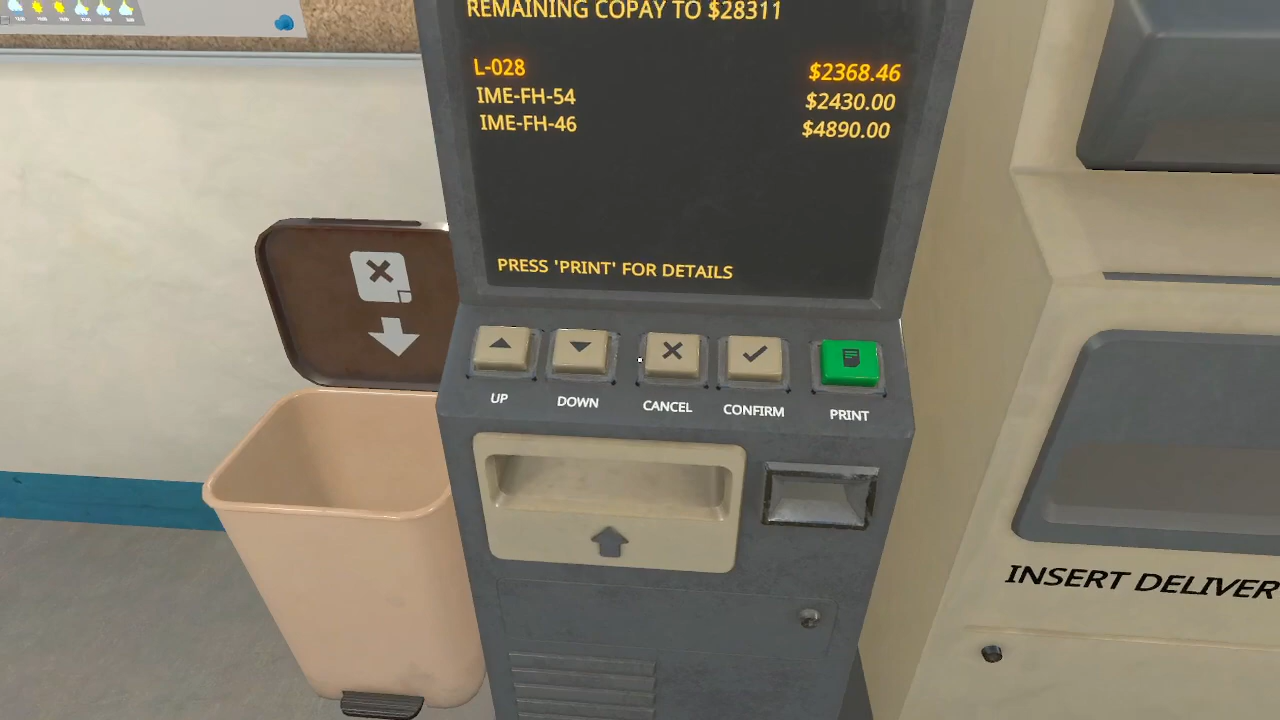 REMAINING COPAY TO $28311
L-028 $2368.46
IME-FH-54 $2430.00
IME-FH-46 $4890.00
PRESS 'PRINT' FOR DETAILS
UP DOWN CANCEL CONFIRM PRINT
INSERT DELIVER